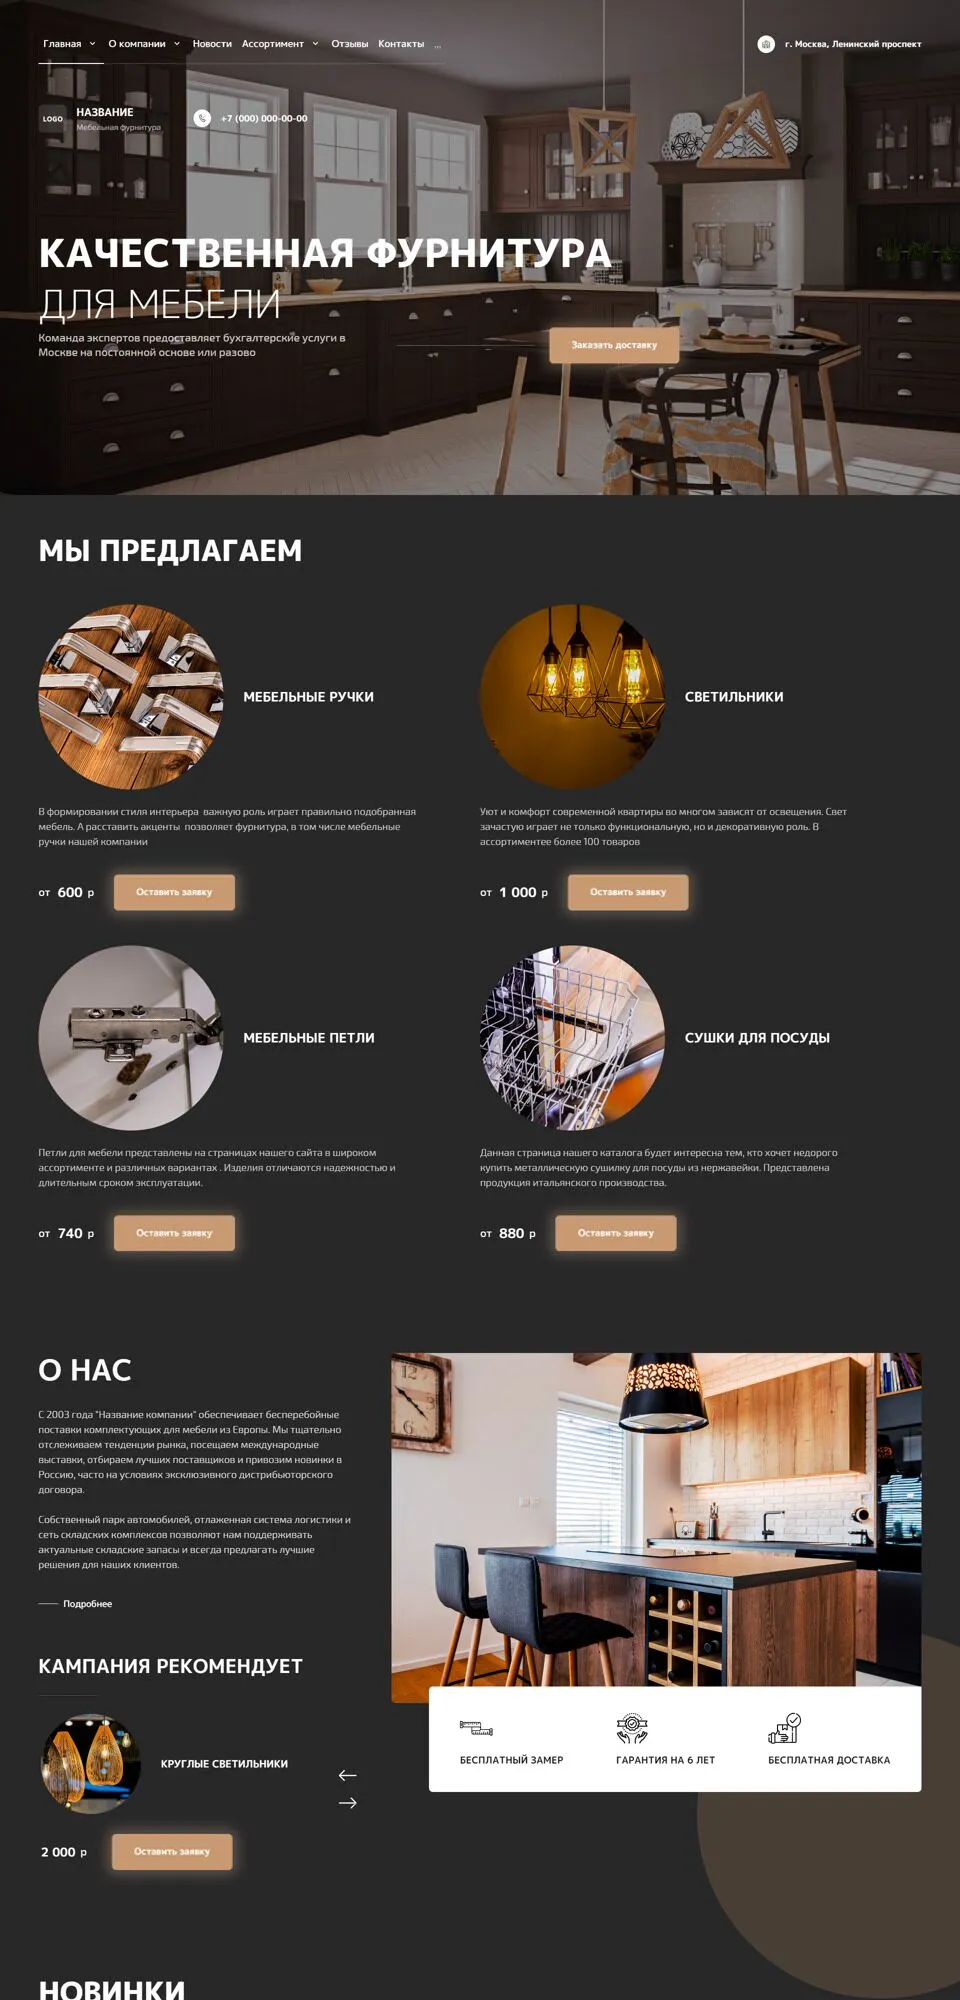 Главная О компании Новости Ассортимент Отзывы Контакты ...
г. Москва, Ленинский проспект
LOGO
НАЗВАНИЕ
Мебельная фурнитура
+7 (000) 000-00-00
КАЧЕСТВЕННАЯ ФУРНИТУРА
ДЛЯ МЕБЕЛИ
Команда экспертов предоставляет бухгалтерские услуги в
Москве на постоянной основе или разово
Заказать доставку
МЫ ПРЕДЛАГАЕМ
МЕБЕЛЬНЫЕ РУЧКИ
В формировании стиля интерьера важную роль играет правильно подобранная
мебель. А расставить акценты позволяет фурнитура, в том числе мебельные
ручки нашей компании
от 600 р
Оставить заявку
СВЕТИЛЬНИКИ
Уют и комфорт современной квартиры во многом зависят от освещения. Свет
зачастую играет не только функциональную, но и декоративную роль. В
ассортиментее более 100 товаров
от 1 000 р
Оставить заявку
МЕБЕЛЬНЫЕ ПЕТЛИ
Петли для мебели представлены на страницах нашего сайта в широком
ассортименте и различных вариантах . Изделия отличаются надежностью и
длительным сроком эксплуатации.
от 740 р
Оставить заявку
СУШКИ ДЛЯ ПОСУДЫ
Данная страница нашего каталога будет интересна тем, кто хочет недорого
купить металлическую сушилку для посуды из нержавейки. Представлена
продукция итальянского производства.
от 880 р
Оставить заявку
О НАС
С 2003 года "Название компании" обеспечивает бесперебойные
поставки комплектующих для мебели из Европы. Мы тщательно
отслеживаем тенденции рынка, посещаем международные
выставки, отбираем лучших поставщиков и привозим новинки в
Россию, часто на условиях эксклюзивного дистрибьюторского
договора.
Собственный парк автомобилей, отлаженная система логистики и
сеть складских комплексов позволяют нам поддерживать
актуальные складские запасы и всегда предлагать лучшие
решения для наших клиентов.
Подробнее
КАМПАНИЯ РЕКОМЕНДУЕТ
КРУГЛЫЕ СВЕТИЛЬНИКИ
2 000 р
Оставить заявку
БЕСПЛАТНЫЙ ЗАМЕР
ГАРАНТИЯ НА 6 ЛЕТ
БЕСПЛАТНАЯ ДОСТАВКА
НОВИНКИ